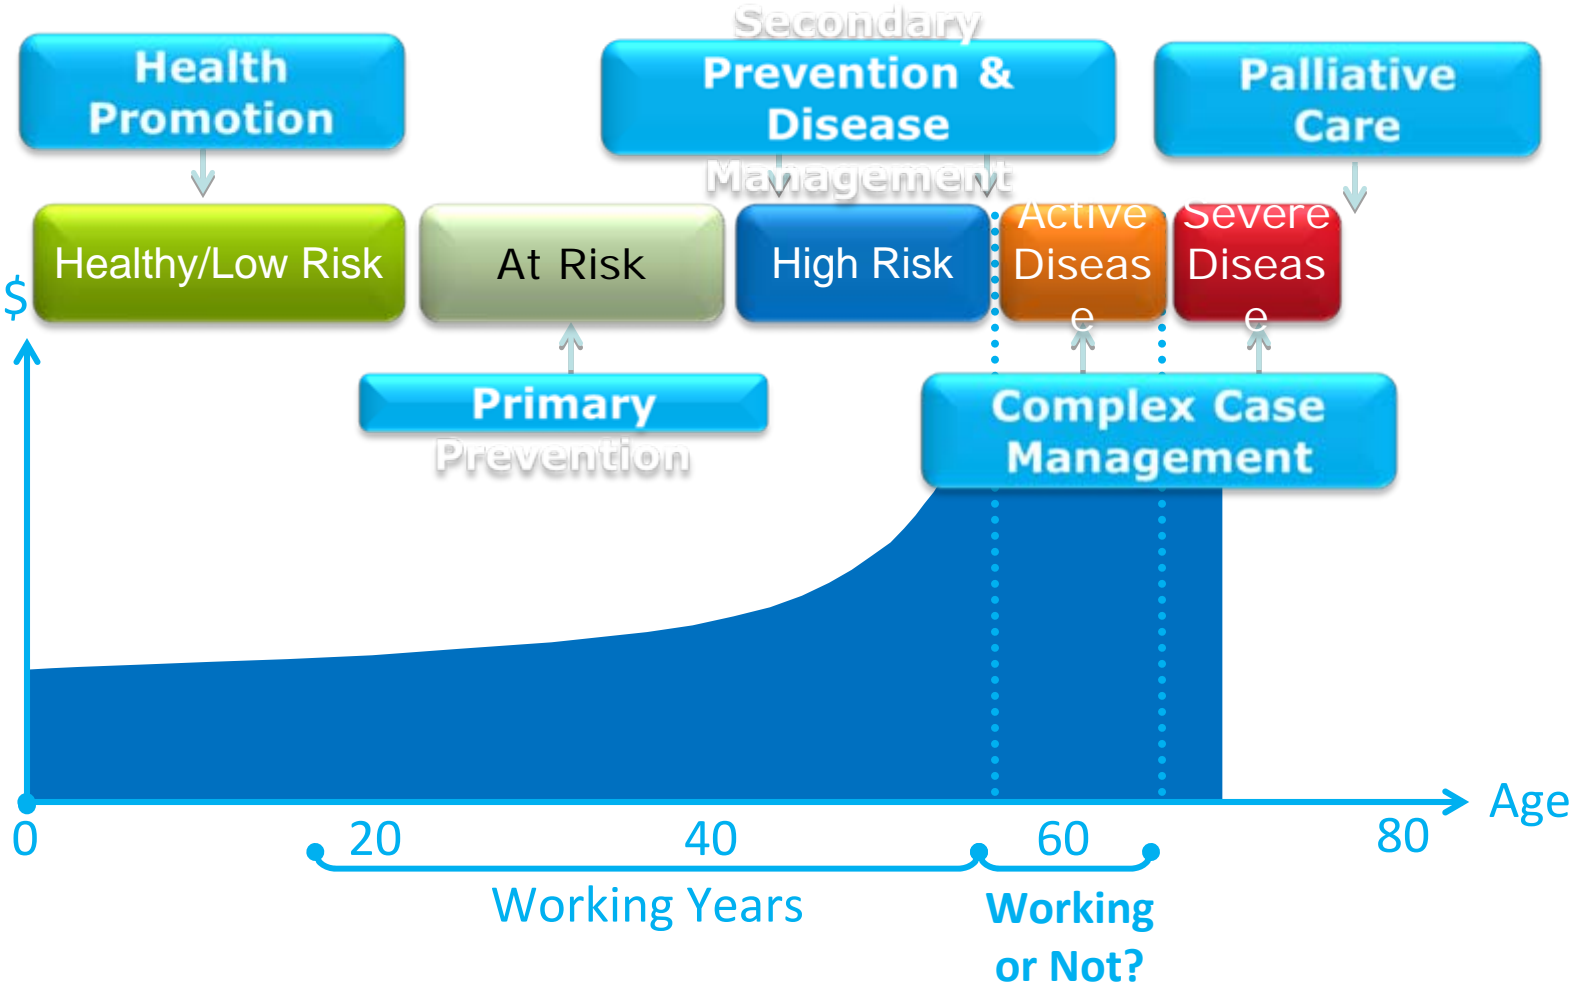 Health
Promotion
Secondary
Prevention &
Disease
Management
Palliative
Care
Healthy/Low Risk
At Risk
High Risk
Active
Diseas
e
Severe
Diseas
e
$
Primary
Prevention
Complex Case
Management
Age
0
20
40
60
80
Working Years
Working
or Not?